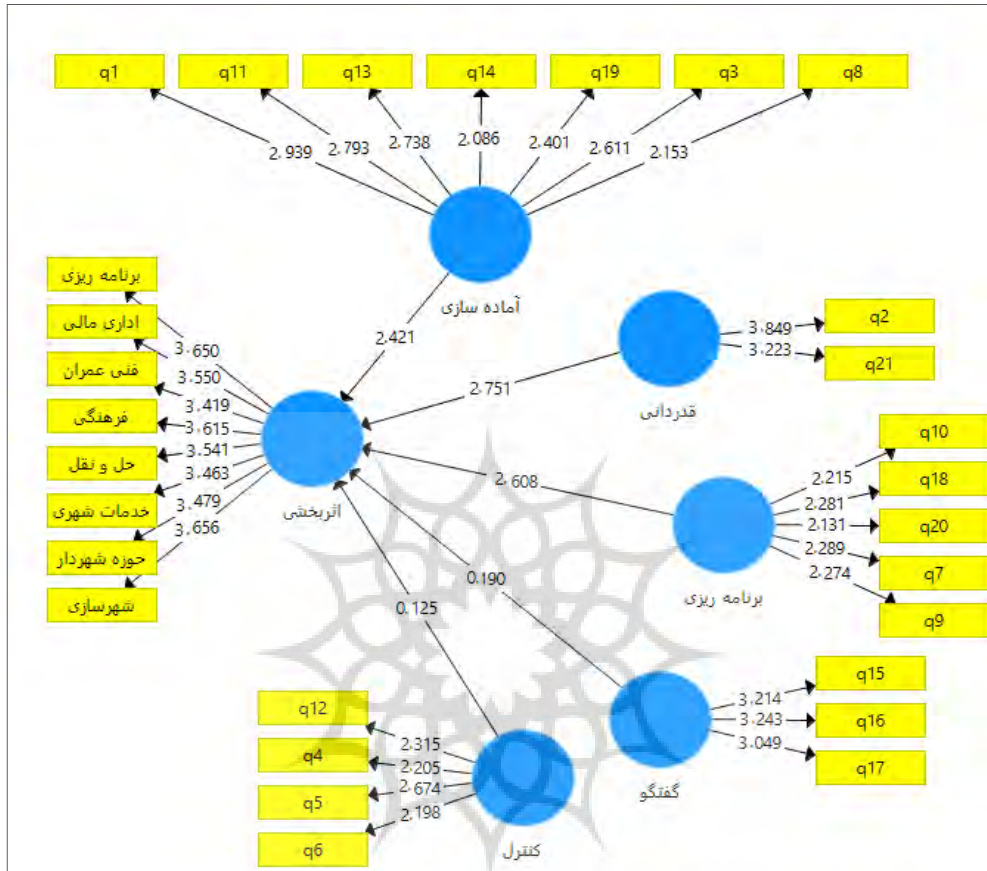 q1
q11
q13
q14
q19
q3
q8
2.939
2.793
2.738
2.086
2.401
2.611
2.153
آماده سازی
2.421
برنامه ریزی
اداری مالی
فنی عمران
فرهنگی
حل و نقل
خدمات شهری
حوزه شهردار
شهرسازی
3.650
3.550
3.419
3.615
3.541
3.463
3.479
3.656
اثربخشی
2.751
قدردانی
3.849
3.223
q2
q21
2.608
برنامه ریزی
2.215
2.281
2.131
2.289
2.274
q10
q18
q20
q7
q9
0.190
گفتگو
3.214
3.243
3.049
q15
q16
q17
0.125
کنترل
2.315
2.205
2.674
2.198
q12
q4
q5
q6